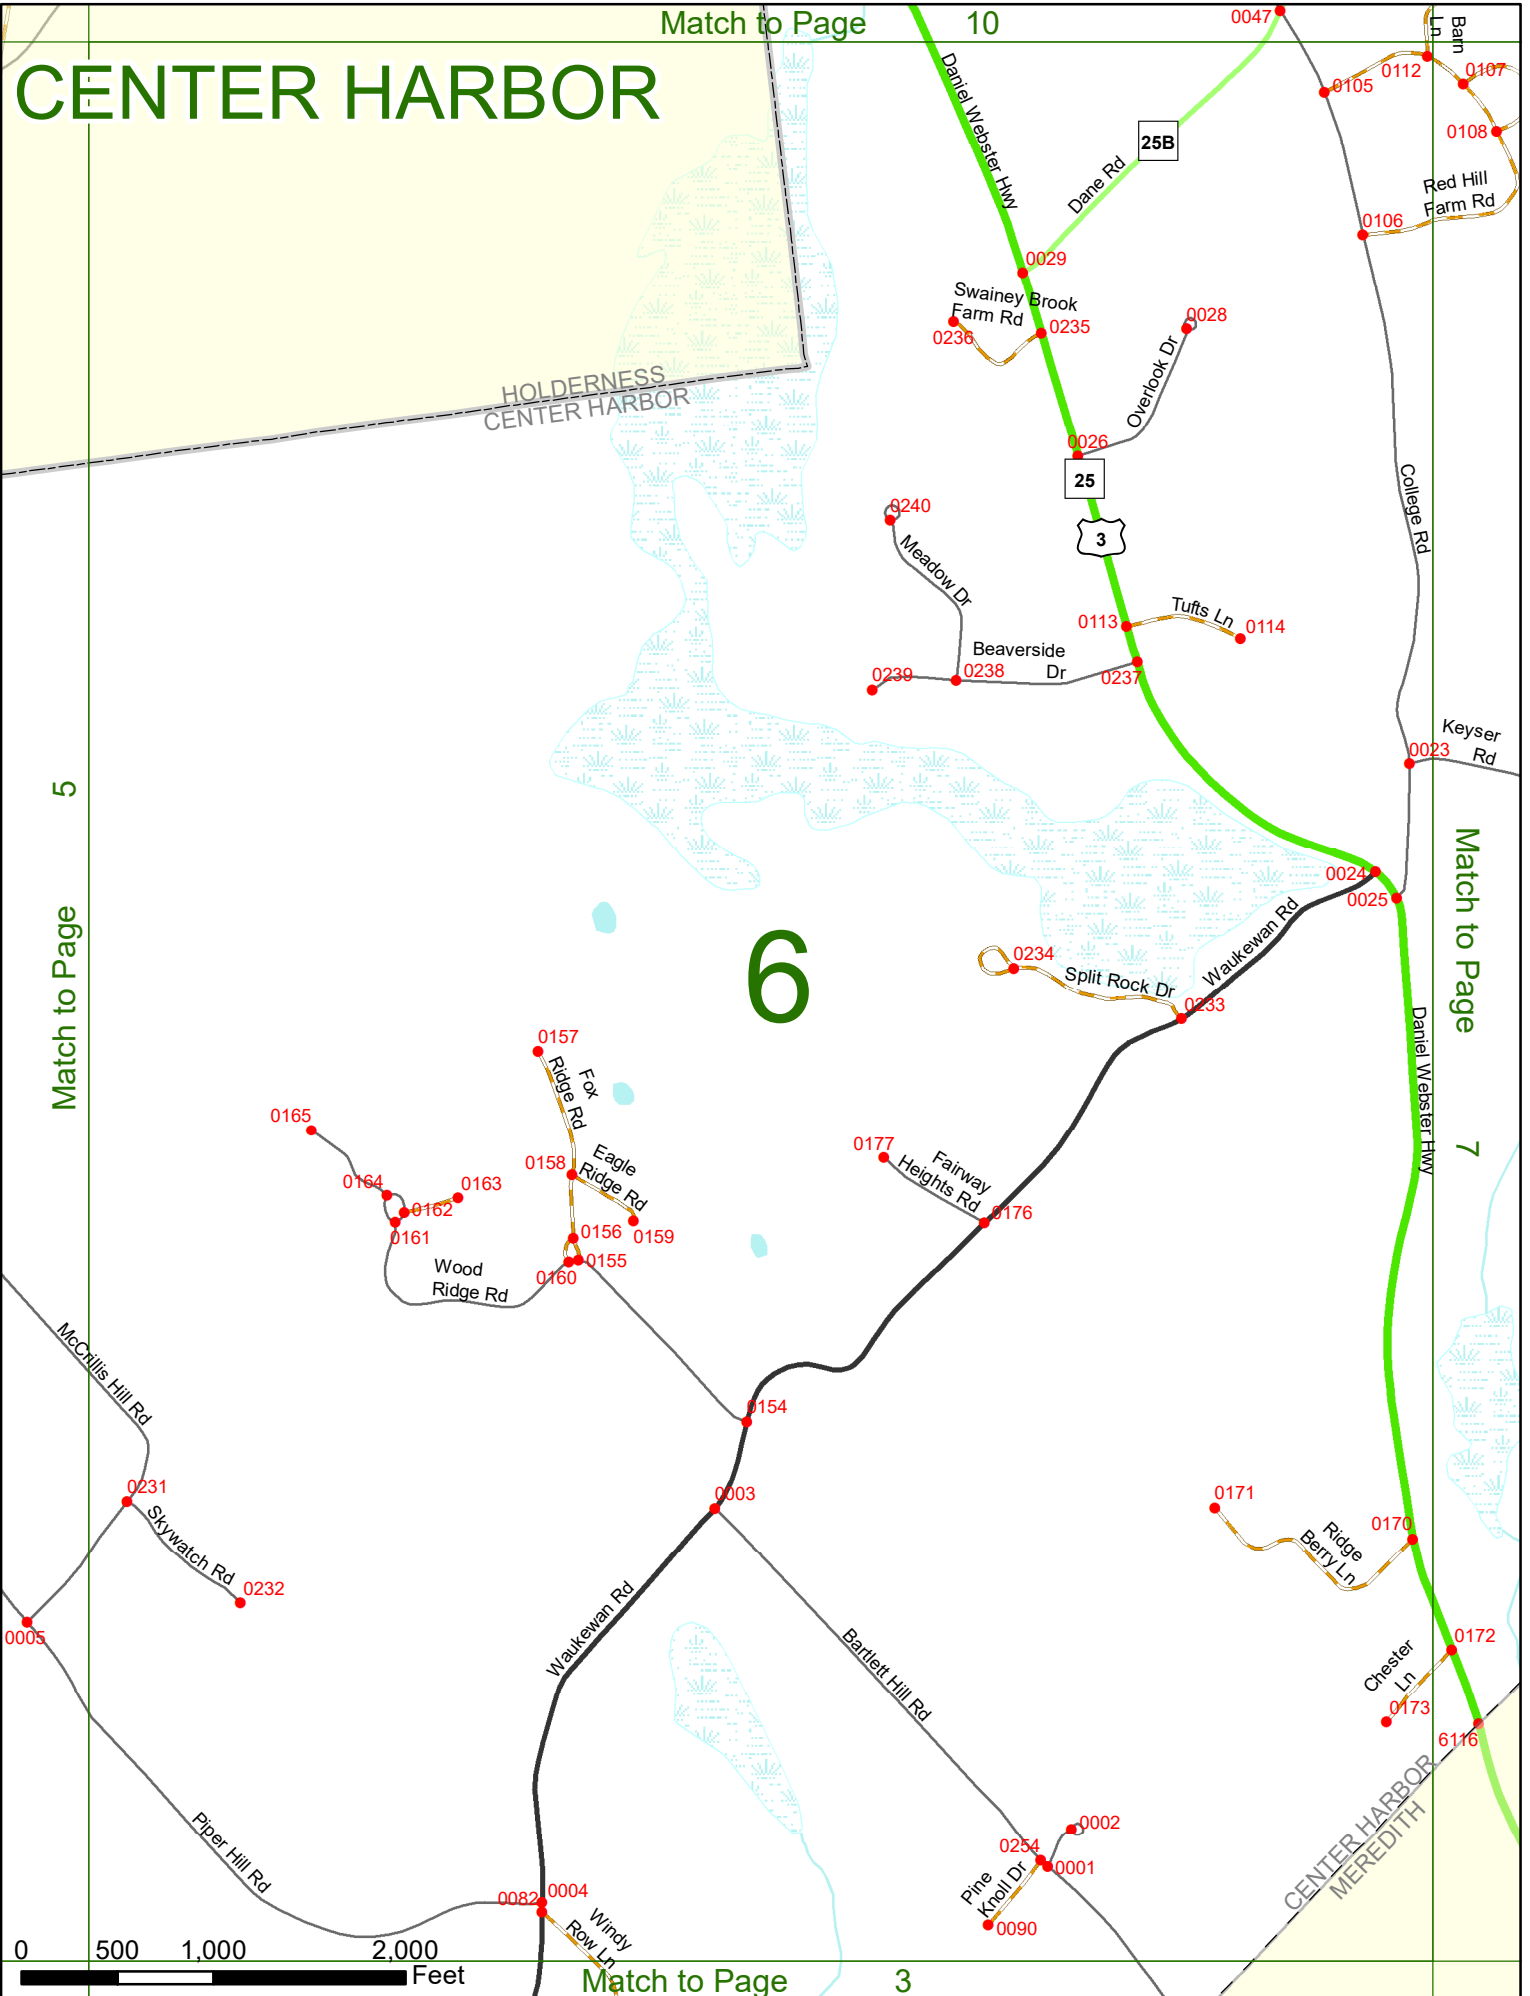 Match to Page 10
0047
Barn
Ln
CENTER HARBOR
0112
0107
0105
Daniel Webster Hwy
25B
0108
Dane Rd
Red Hill
Farm Rd
0106
0029
Swainey Brook
Farm Rd
0236
0235
0028
Overlook Dr
HOLDERNESS
CENTER HARBOR
0026
25
College Rd
0240
3
Meadow Dr
Tufts Ln
0113
0114
Beaverside
Dr
0239
0238
0237
Keyser
Rd
0023
5
Match to Page
Match to Page
7
0024
0025
Waukewan Rd
6
0234
Split Rock Dr
0233
Daniel Webster Hwy
0157
Fox
Ridge Rd
0165
0177
Fairway
Heights Rd
0158
Eagle
Ridge Rd
0164
0163
0162
0161
0176
0156
0159
0155
0160
Wood
Ridge Rd
McCrillis Hill Rd
0154
0231
0003
0171
Skywatch Rd
0170
Ridge
Berry Ln
0232
0005
Waukewan Rd
Bartlett Hill Rd
0172
Chester
Ln
0173
6116
CENTER HARBOR
MEREDITH
Piper Hill Rd
0002
0254
0001
Pine
Knoll Dr
0090
0082
0004
Windy
Row Ln
0 500 1,000 2,000
Feet
Match to Page 3